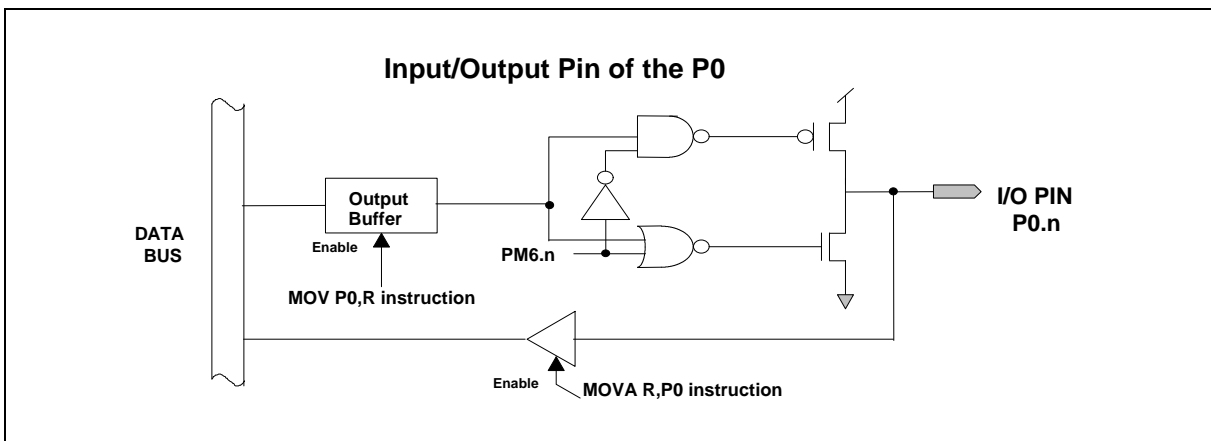 Input/Output Pin of the P0
Output
Buffer
I/O PIN
P0.n
DATA
BUS
Enable
PM6.n
MOV P0,R instruction
Enable
MOVA R,P0 instruction